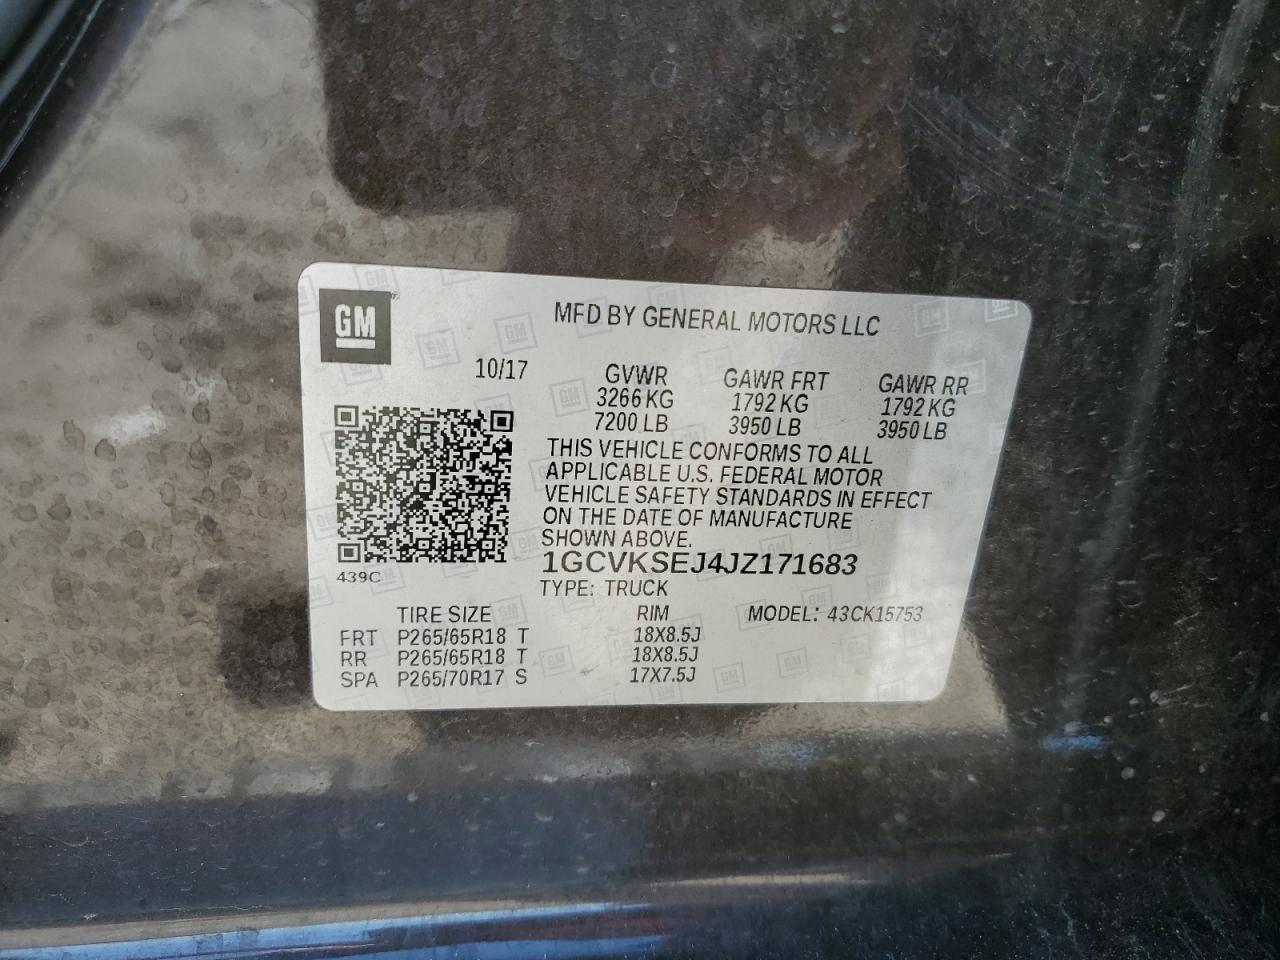 GM
MFD BY GENERAL MOTORS LLC
10/17 GVWR GAWR FRT GAWR RR
3266 KG 1792 KG 1792 KG
7200 LB 3950 LB 3950 LB
THIS VEHICLE CONFORMS TO ALL
APPLICABLE U.S. FEDERAL MOTOR
VEHICLE SAFETY STANDARDS IN EFFECT
ON THE DATE OF MANUFACTURE
SHOWN ABOVE.
1GCVKSEJ4JZ171683
439C
TYPE: TRUCK
TIRE SIZE RIM MODEL: 43CK15753
FRT P265/65R18 T 18X8.5J
RR P265/65R18 T 18X8.5J
SPA P265/70R17 S 17X7.5J